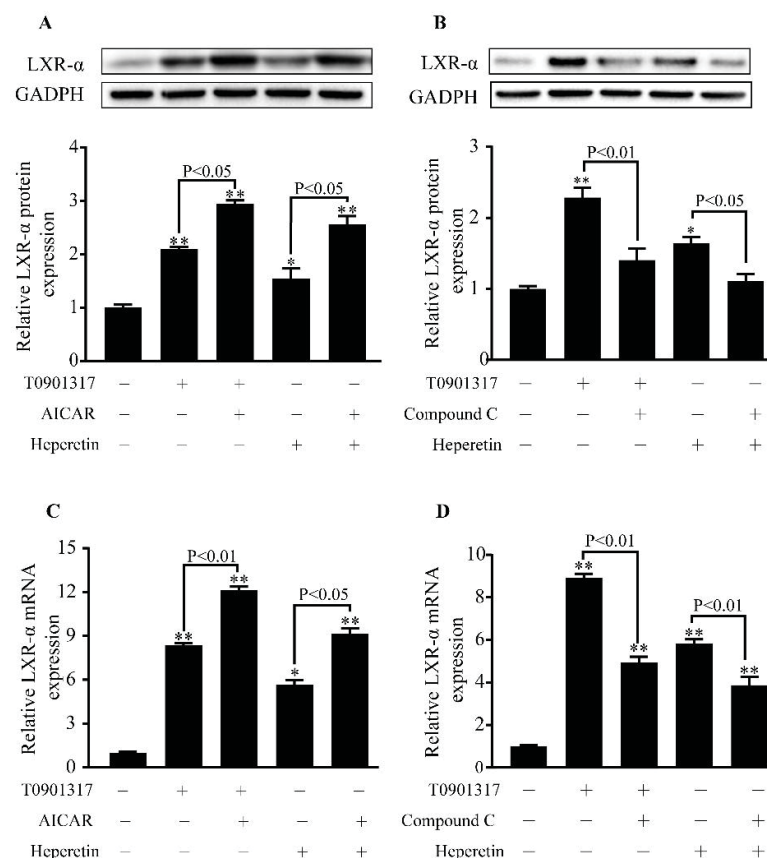 A
LXR-α
GADPH
P<0.05
P<0.05
**
**
*
**
4
3
2
1
0
Relative LXR-α protein
expression
T0901317 − + + − −
AICAR − − + − +
Heperetin − − − + +
B
LXR-α
GADPH
P<0.01
P<0.05
**
*
3
2
1
0
Relative LXR-α protein
expression
T0901317 − + + − −
Compound C − − + − +
Heperetin − − − + +
C
P<0.01
P<0.05
**
**
*
**
15
12
9
6
3
0
Relative LXR-α mRNA
expression
T0901317 − + + − −
AICAR − − + − +
Heperetin − − − + +
D
P<0.01
P<0.01
**
**
**
**
10
8
6
4
2
0
Relative LXR-α mRNA
expression
T0901317 − + + − −
Compound C − − + − +
Heperetin − − − + +